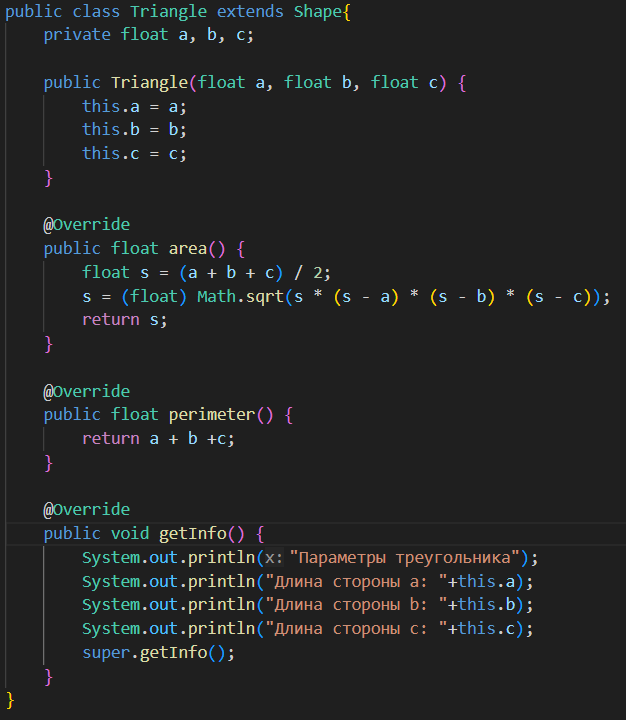 public class Triangle extends Shape{
    private float a, b, c;

    public Triangle(float a, float b, float c) {
        this.a = a;
        this.b = b;
        this.c = c;
    }

    @Override
    public float area() {
        float s = (a + b + c) / 2;
        s = (float) Math.sqrt(s * (s - a) * (s - b) * (s - c));
        return s;
    }

    @Override
    public float perimeter() {
        return a + b +c;
    }

    @Override
    public void getInfo() {
        System.out.println(x: "Параметры треугольника");
        System.out.println("Длина стороны a: "+this.a);
        System.out.println("Длина стороны b: "+this.b);
        System.out.println("Длина стороны c: "+this.c);
        super.getInfo();
    }
}